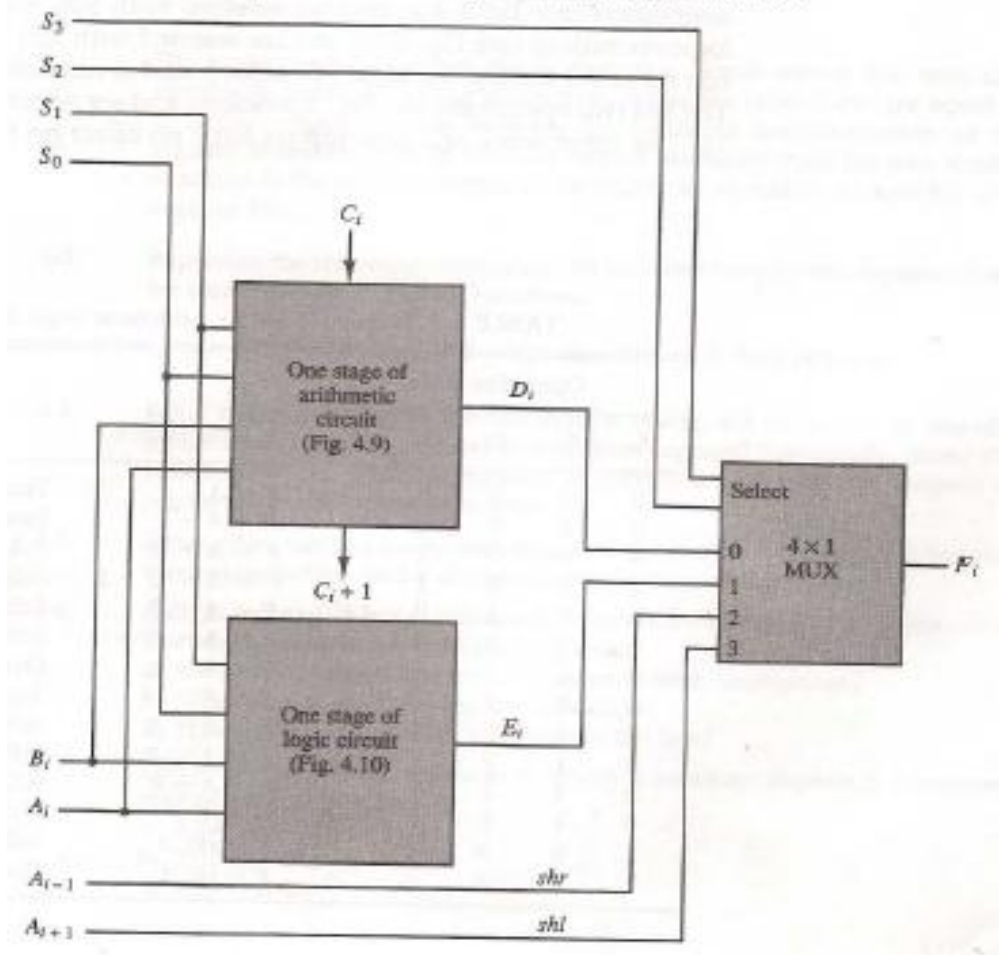 S3
S2
S1
S0
Ci
One stage of
arithmetic
circuit
(Fig. 4.9)
Di
Select
0
4 × 1
MUX
1
2
3
Fi
Ci + 1
One stage of
logic circuit
(Fig. 4.10)
Ei
Bi
Ai
Ai − 1
shr
Ai + 1
shl